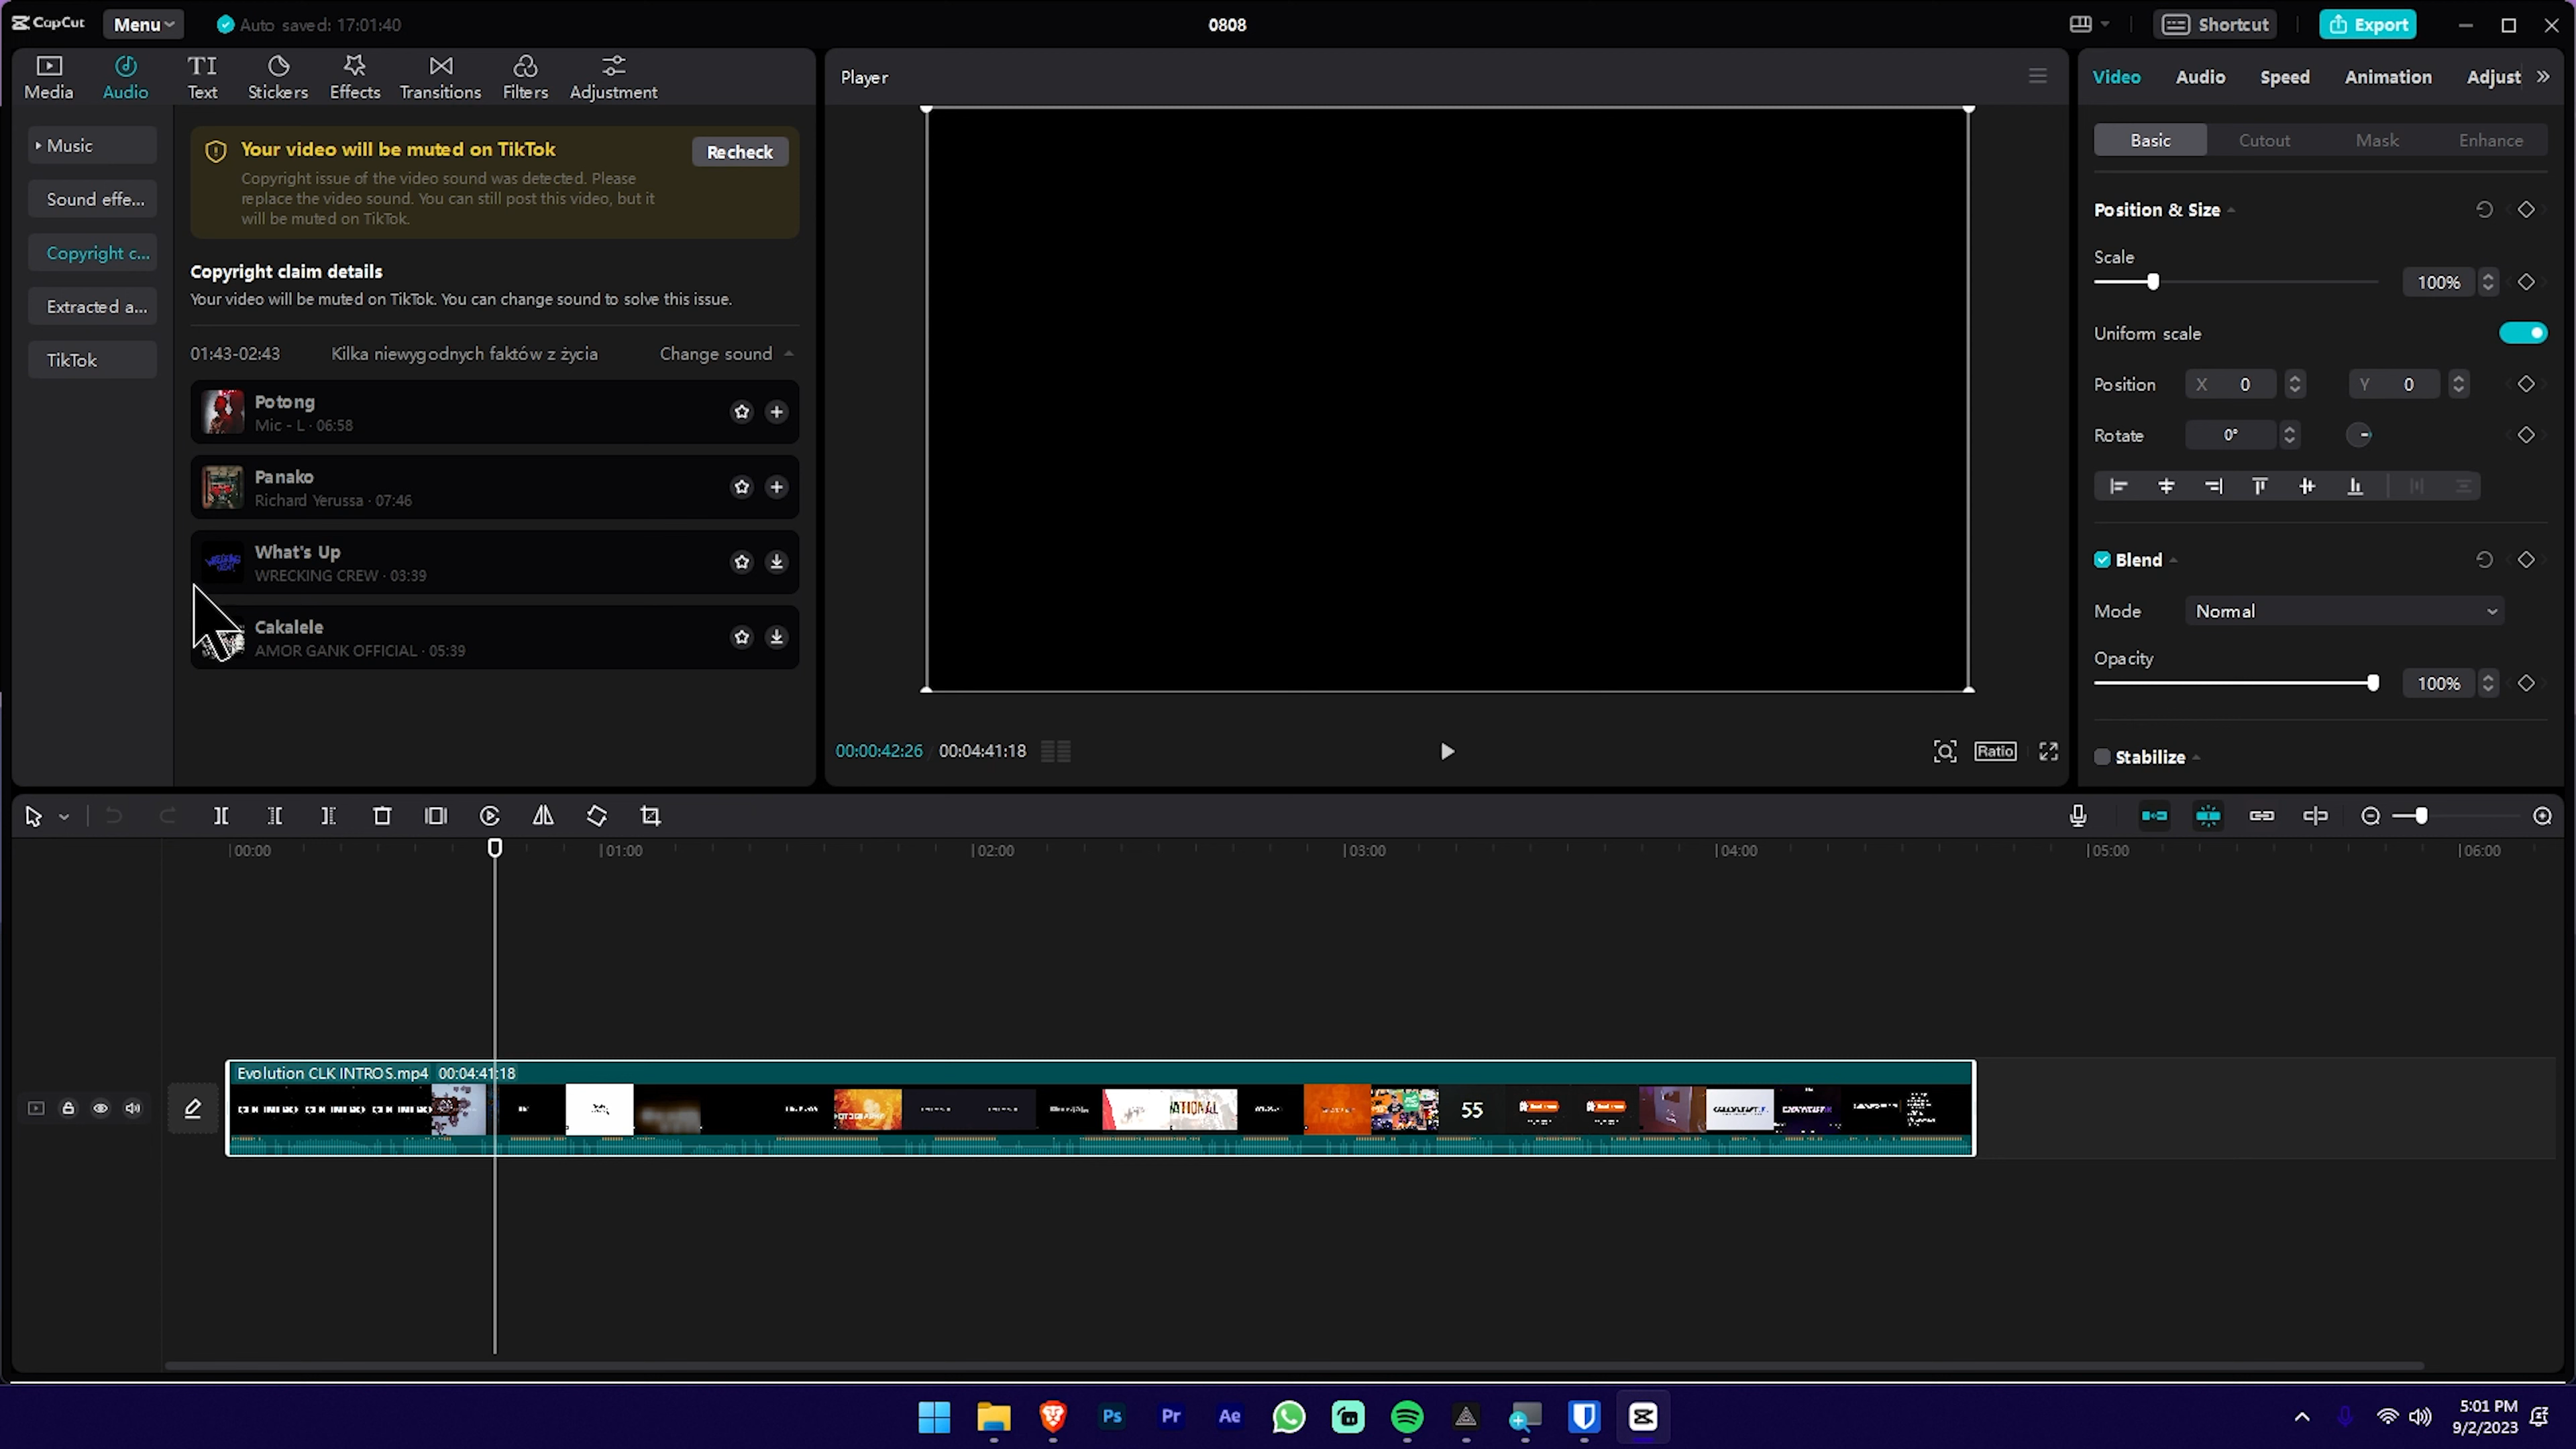 CapCut
Menu
Auto saved: 17:01:40
0808
Shortcut
Export
Media
Audio
Text
Stickers
Effects
Transitions
Filters
Adjustment
Music
Sound effe...
Copyright c...
Extracted a...
TikTok
Your video will be muted on TikTok
Recheck
Copyright issue of the video sound was detected. Please
replace the video sound. You can still post this video, but it
will be muted on TikTok.
Copyright claim details
Your video will be muted on TikTok. You can change sound to solve this issue.
01:43-02:43 Kilka niewygodnych faktów z życia Change sound
Potong
Mic - L · 06:58
Panako
Richard Yerussa · 07:46
What's Up
WRECKING CREW · 03:39
Cakalele
AMOR GANK OFFICIAL · 05:39
Player
00:00:42:26 00:04:41:18
Ratio
Video Audio Speed Animation Adjust
Basic Cutout Mask Enhance
Position & Size
Scale
100%
Uniform scale
Position X 0 Y 0
Rotate 0°
Blend
Mode Normal
Opacity
100%
Stabilize
00:00 01:00 02:00 03:00 04:00 05:00 06:00
Evolution CLK INTROS.mp4 00:04:41:18
55
Ps
Pr
Ae
5:01 PM
9/2/2023